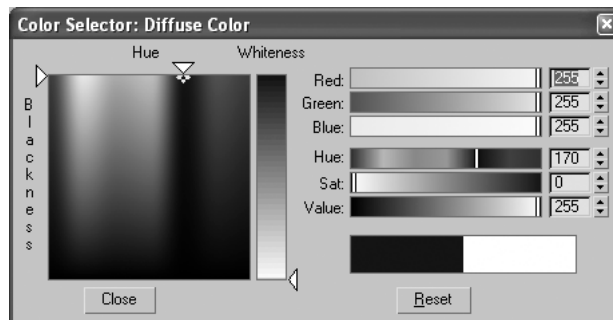 Color Selector: Diffuse Color
Hue
Whiteness
Blackness
Red: 255
Green: 255
Blue: 255
Hue: 170
Sat: 0
Value: 255
Close
Reset